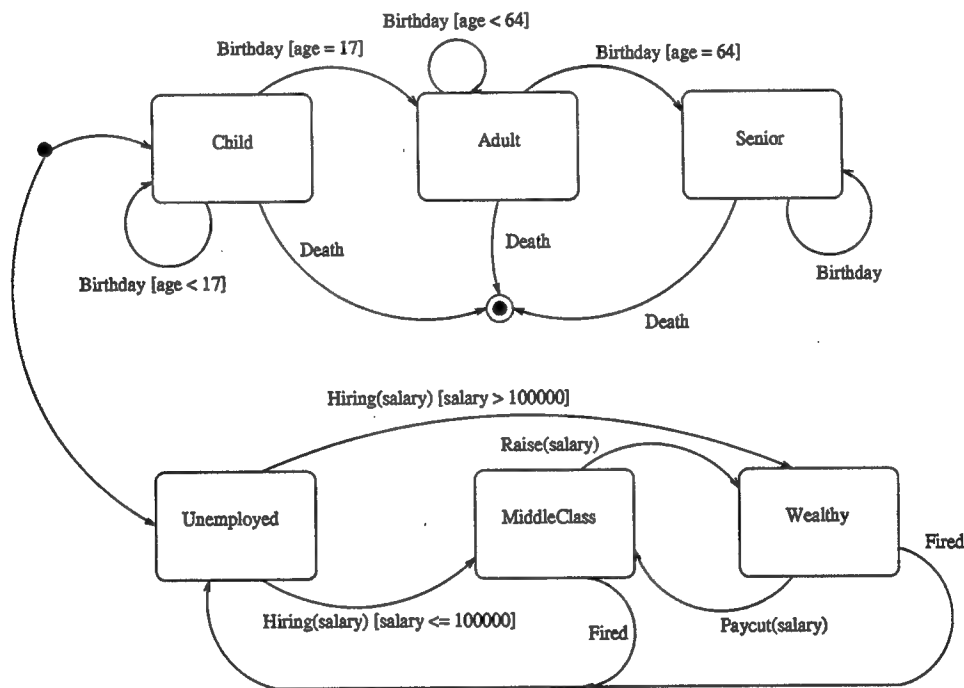 Birthday [age < 64]
Birthday [age = 17]
Birthday [age = 64]
Child
Adult
Senior
Death
Death
Birthday [age < 17]
Birthday
Death
Hiring(salary) [salary > 100000]
Raise(salary)
Unemployed
MiddleClass
Wealthy
Fired
Hiring(salary) [salary <= 100000]
Fired
Paycut(salary)